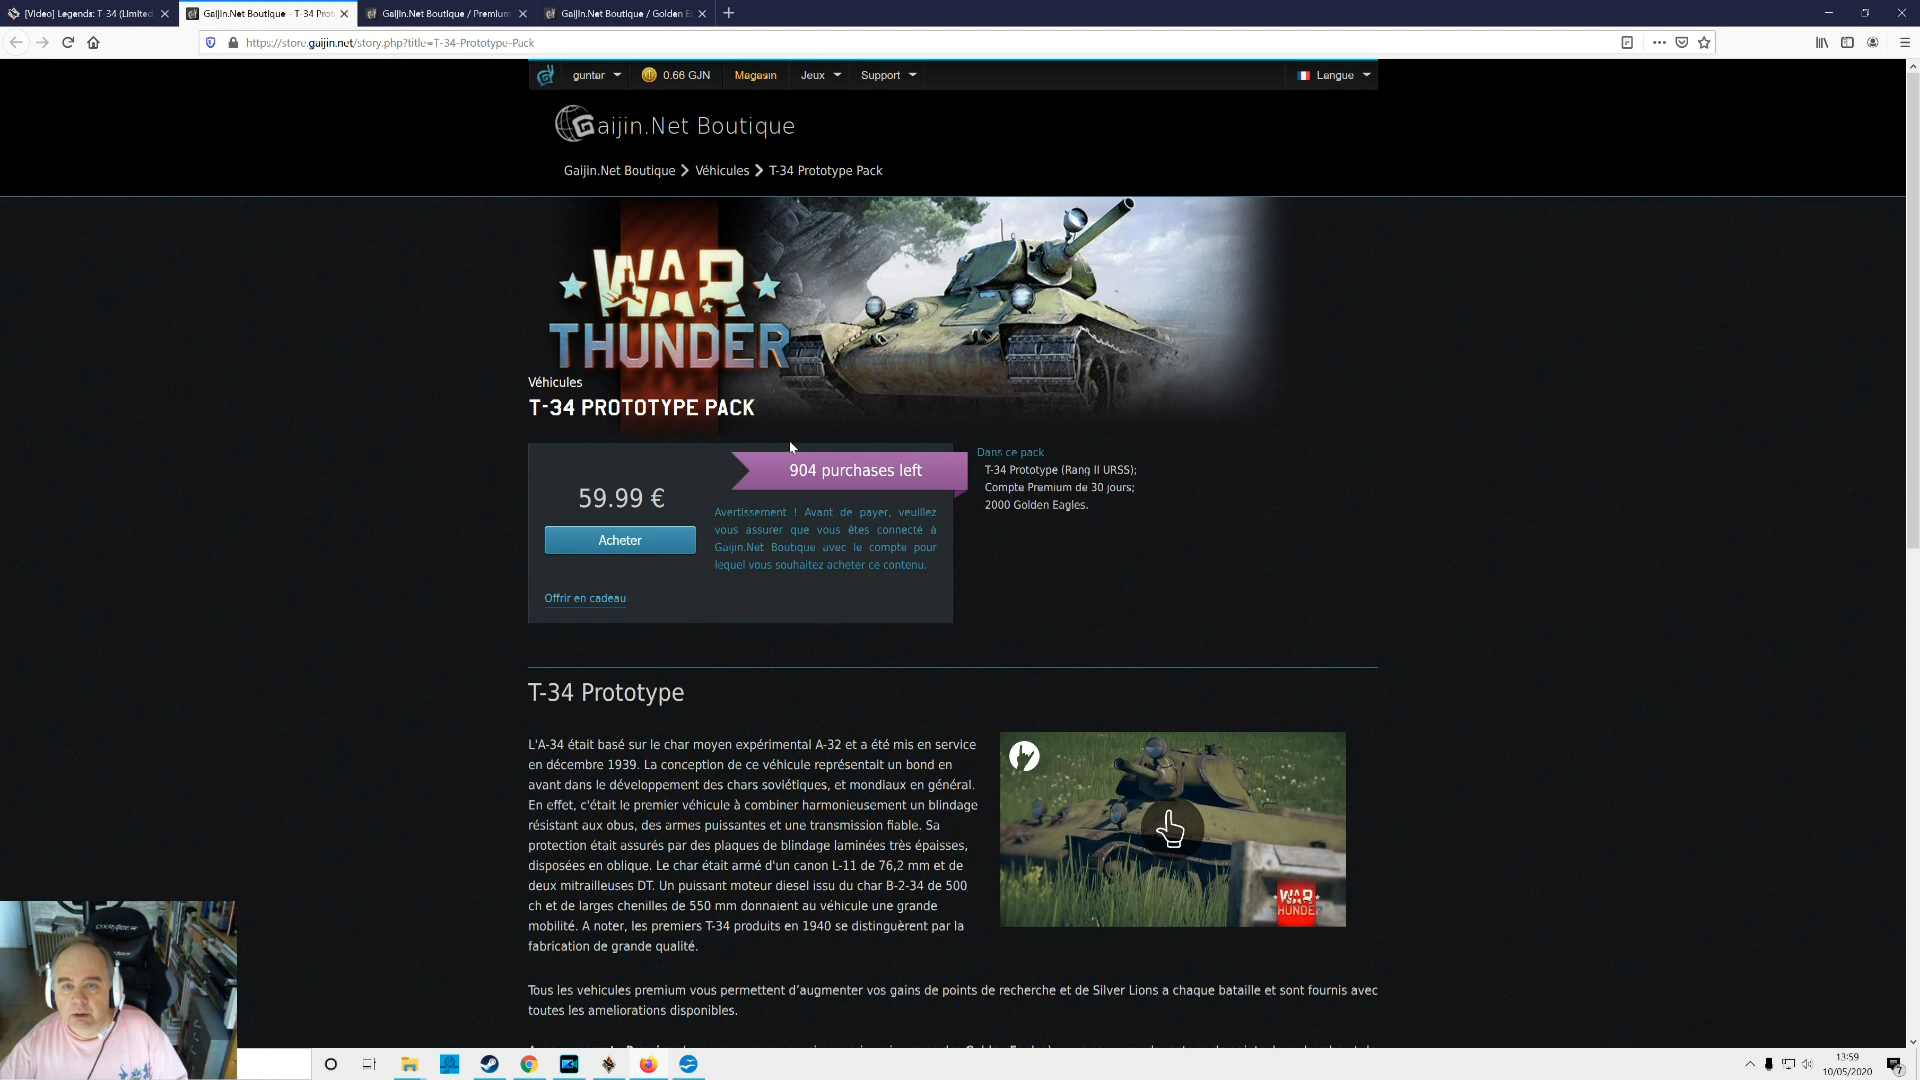 [Video] Legends: T-34 (Limited
Gaijin.Net Boutique - T-34 Prot
Gaijin.Net Boutique / Premium
Gaijin.Net Boutique / Golden E
https://store.gaijin.net/story.php?title=T-34-Prototype-Pack
guntar
0.66 GJN
Magasin
Jeux
Support
Langue
Gaijin.Net Boutique
Gaijin.Net Boutique > Véhicules > T-34 Prototype Pack
WAR
THUNDER
Véhicules
T-34 PROTOTYPE PACK
904 purchases left
59.99 €
Acheter
Offrir en cadeau
Avertissement ! Avant de payer, veuillez
vous assurer que vous êtes connecté à
Gaijin.Net Boutique avec le compte pour
lequel vous souhaitez acheter ce contenu.
Dans ce pack
T-34 Prototype (Rang II URSS);
Compte Premium de 30 jours;
2000 Golden Eagles.
T-34 Prototype
L'A-34 était basé sur le char moyen expérimental A-32 et a été mis en service
en décembre 1939. La conception de ce véhicule représentait un bond en
avant dans le développement des chars soviétiques, et mondiaux en général.
En effet, c'était le premier véhicule à combiner harmonieusement un blindage
résistant aux obus, des armes puissantes et une transmission fiable. Sa
protection était assurés par des plaques de blindage laminées très épaisses,
disposées en oblique. Le char était armé d'un canon L-11 de 76,2 mm et de
deux mitrailleuses DT. Un puissant moteur diesel issu du char B-2-34 de 500
ch et de larges chenilles de 550 mm donnaient au véhicule une grande
mobilité. A noter, les premiers T-34 produits en 1940 se distinguèrent par la
fabrication de grande qualité.
WAR
THUNDER
Tous les vehicules premium vous permettent d'augmenter vos gains de points de recherche et de Silver Lions a chaque bataille et sont fournis avec
toutes les ameliorations disponibles.
DXRACER
13:59
10/05/2020
7